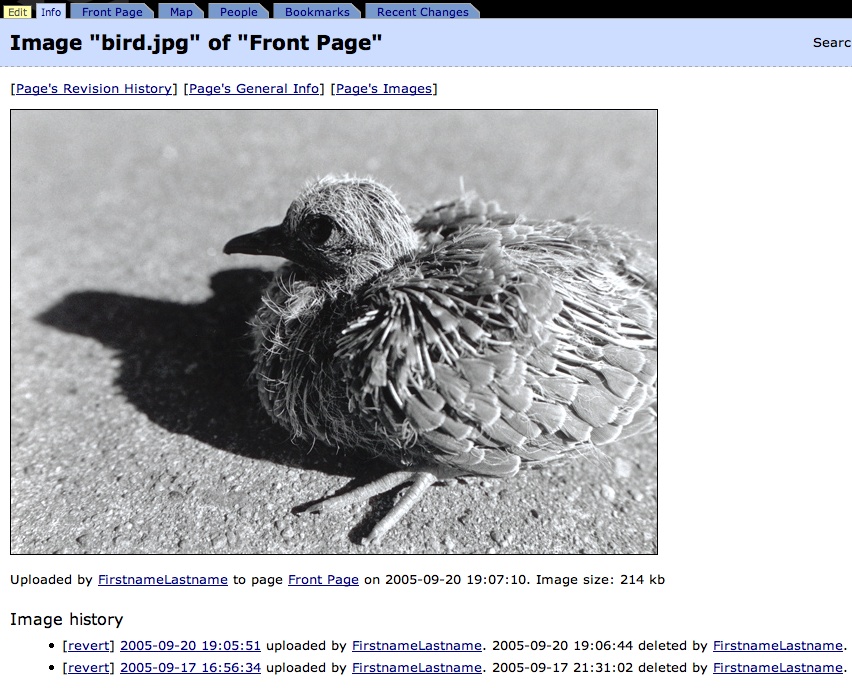 Edit Info Front Page Map People Bookmarks Recent Changes
Image "bird.jpg" of "Front Page"
Searc
[Page's Revision History] [Page's General Info] [Page's Images]
Uploaded by FirstnameLastname to page Front Page on 2005-09-20 19:07:10. Image size: 214 kb
Image history
• [revert] 2005-09-20 19:05:51 uploaded by FirstnameLastname. 2005-09-20 19:06:44 deleted by FirstnameLastname.
• [revert] 2005-09-17 16:56:34 uploaded by FirstnameLastname. 2005-09-17 21:31:02 deleted by FirstnameLastname.